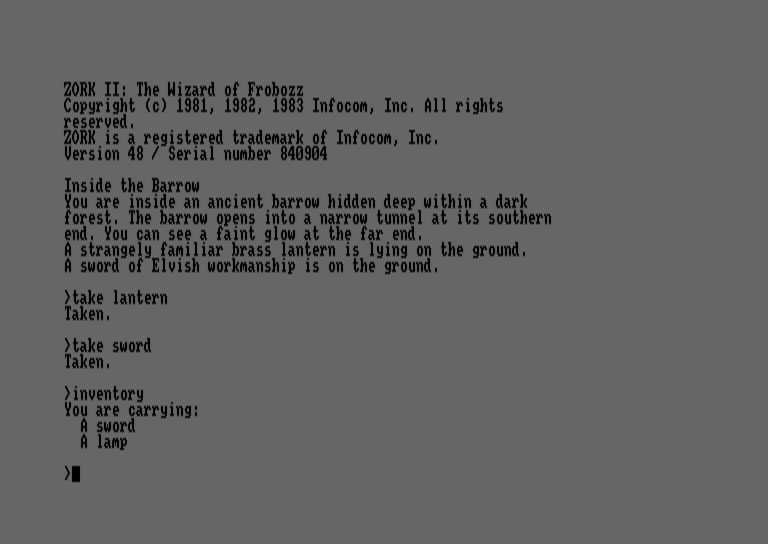 ZORK II: The Wizard of Frobozz
Copyright (c) 1981, 1982, 1983 Infocom, Inc. All rights
reserved.
ZORK is a registered trademark of Infocom, Inc.
Version 48 / Serial number 840904
Inside the Barrow
You are inside an ancient barrow hidden deep within a dark
forest. The barrow opens into a narrow tunnel at its southern
end. You can see a faint glow at the far end.
A strangely familiar brass lantern is lying on the ground.
A sword of Elvish workmanship is on the ground.
>take lantern
Taken.
>take sword
Taken.
>inventory
You are carrying:
A sword
A lamp
>